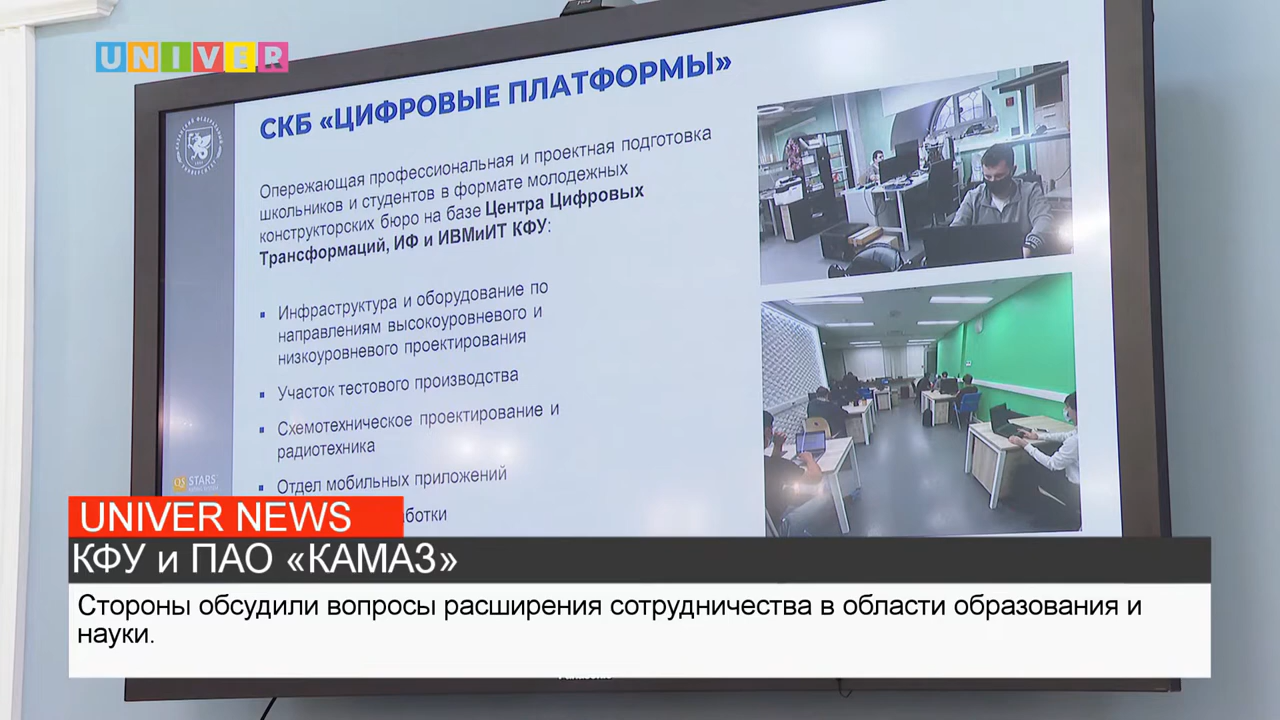 UNIVER
СКБ «ЦИФРОВЫЕ ПЛАТФОРМЫ»
Опережающая профессиональная и проектная подготовка
школьников и студентов в формате молодежных
конструкторских бюро на базе Центра Цифровых
Трансформаций, ИФ и ИВМиИТ КФУ:
Инфраструктура и оборудование по
направлениям высокоуровневого и
низкоуровневого проектирования
Участок тестового производства
Схемотехническое проектирование и
радиотехника
Отдел мобильных приложений
QS STARS
UNIVER NEWS
КФУ и ПАО «КАМАЗ»
Стороны обсудили вопросы расширения сотрудничества в области образования и
науки.